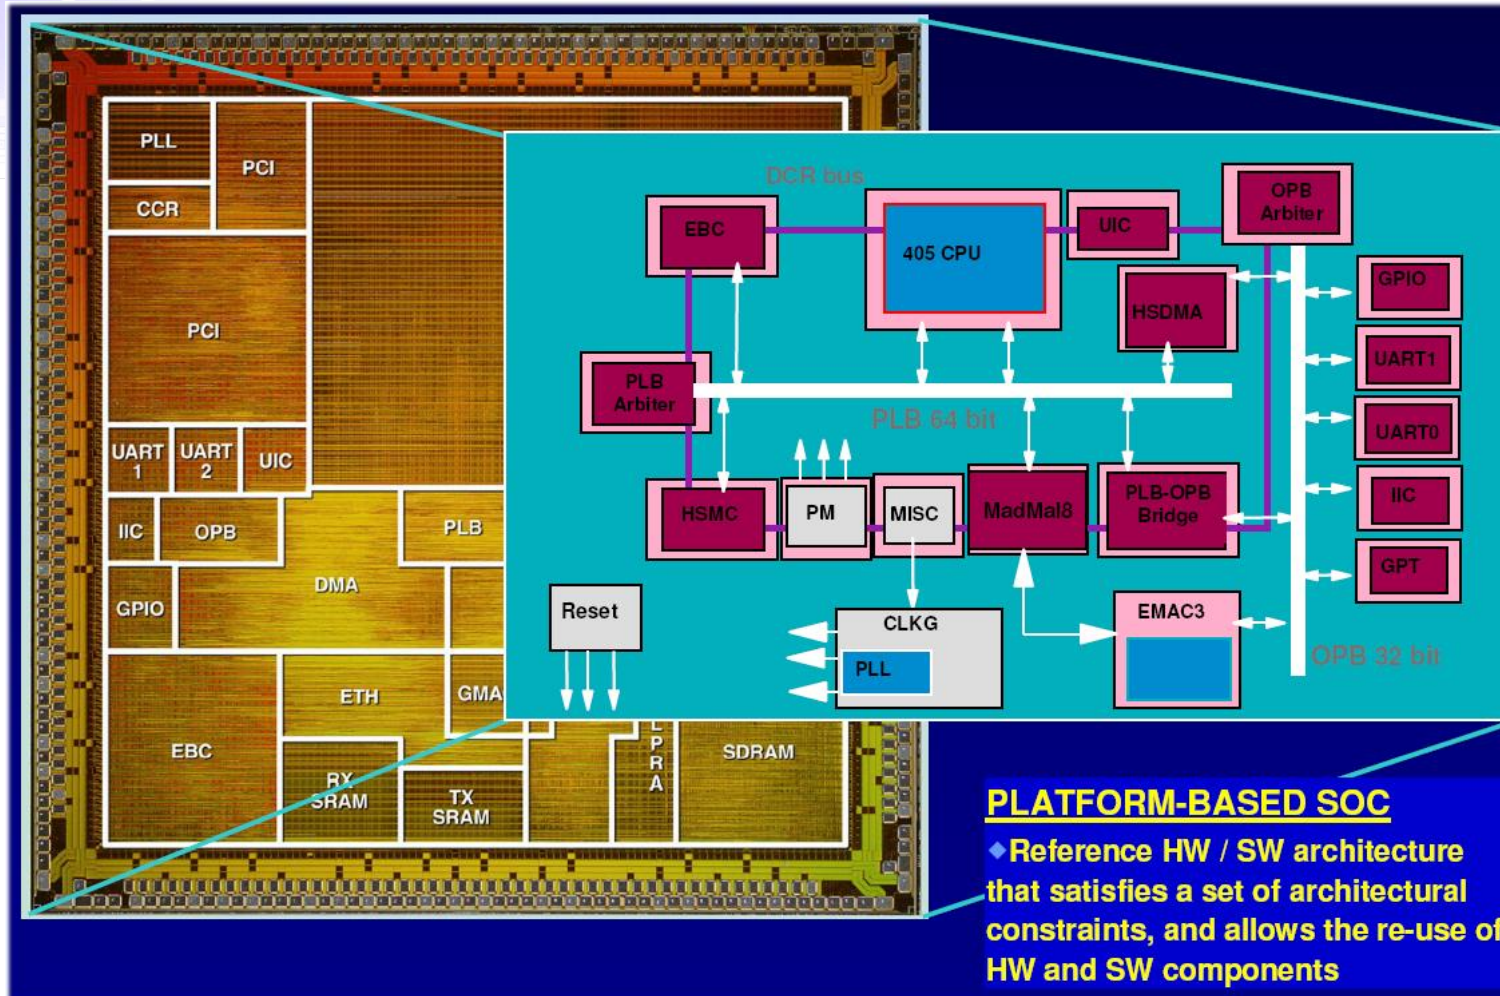 PLL
PCI
CCR
PCI
UART
1
UART
2
UIC
IIC
OPB
PLB
DMA
GPIO
ETH
GMA
EBC
RX
SRAM
TX
SRAM
L
P
R
A
SDRAM
DCR bus
EBC
405 CPU
UIC
OPB
Arbiter
HSDMA
GPIO
UART1
UART0
IIC
GPT
PLB
Arbiter
PLB 64 bit
HSMC
PM
MISC
MadMal8
PLB-OPB
Bridge
Reset
CLKG
PLL
EMAC3
OPB 32 bit
PLATFORM-BASED SOC
◆Reference HW / SW architecture
that satisfies a set of architectural
constraints, and allows the re-use of
HW and SW components